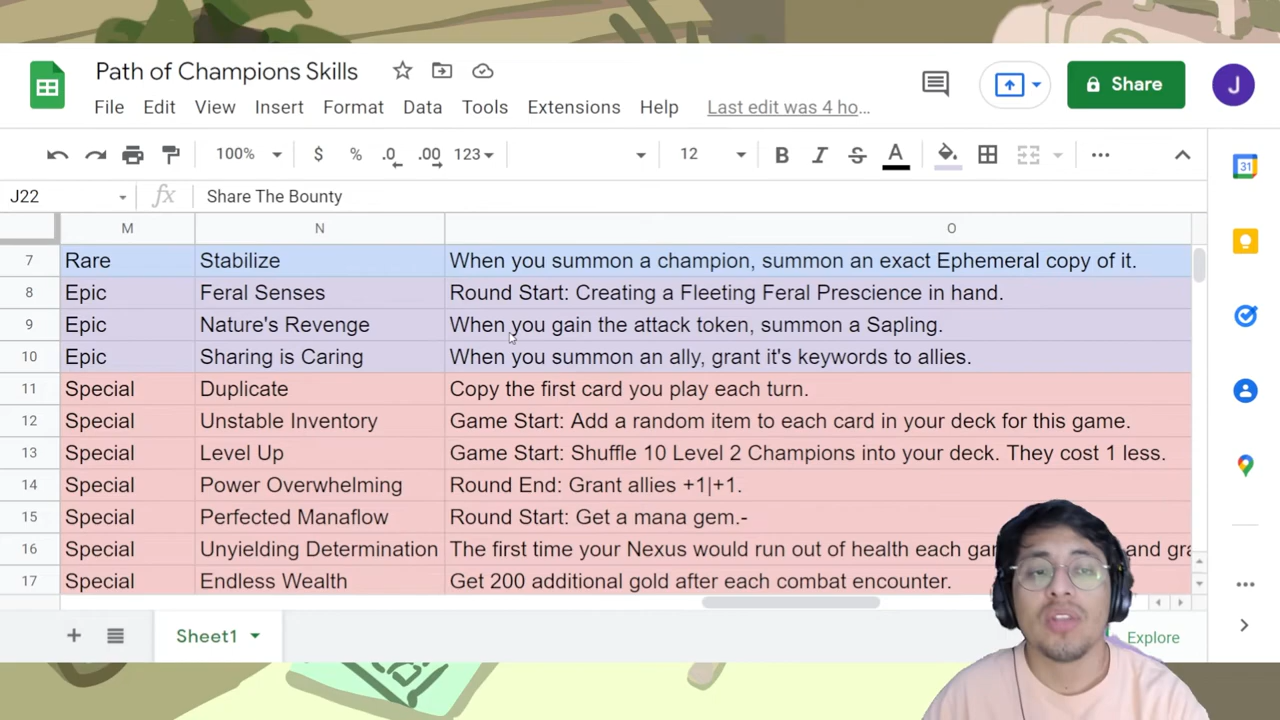 Path of Champions Skills
File Edit View Insert Format Data Tools Extensions Help Last edit was 4 ho...
Share
J
100% $ % .0 .00 123 12 B I S A
31
J22 fx Share The Bounty
M N O
7 Rare Stabilize When you summon a champion, summon an exact Ephemeral copy of it.
8 Epic Feral Senses Round Start: Creating a Fleeting Feral Prescience in hand.
9 Epic Nature's Revenge When you gain the attack token, summon a Sapling.
10 Epic Sharing is Caring When you summon an ally, grant it's keywords to allies.
11 Special Duplicate Copy the first card you play each turn.
12 Special Unstable Inventory Game Start: Add a random item to each card in your deck for this game.
13 Special Level Up Game Start: Shuffle 10 Level 2 Champions into your deck. They cost 1 less.
14 Special Power Overwhelming Round End: Grant allies +1|+1.
15 Special Perfected Manaflow Round Start: Get a mana gem.-
16 Special Unyielding Determination The first time your Nexus would run out of health each and
17 Special Endless Wealth Get 200 additional gold after each combat encounter.
Sheet1 Explore